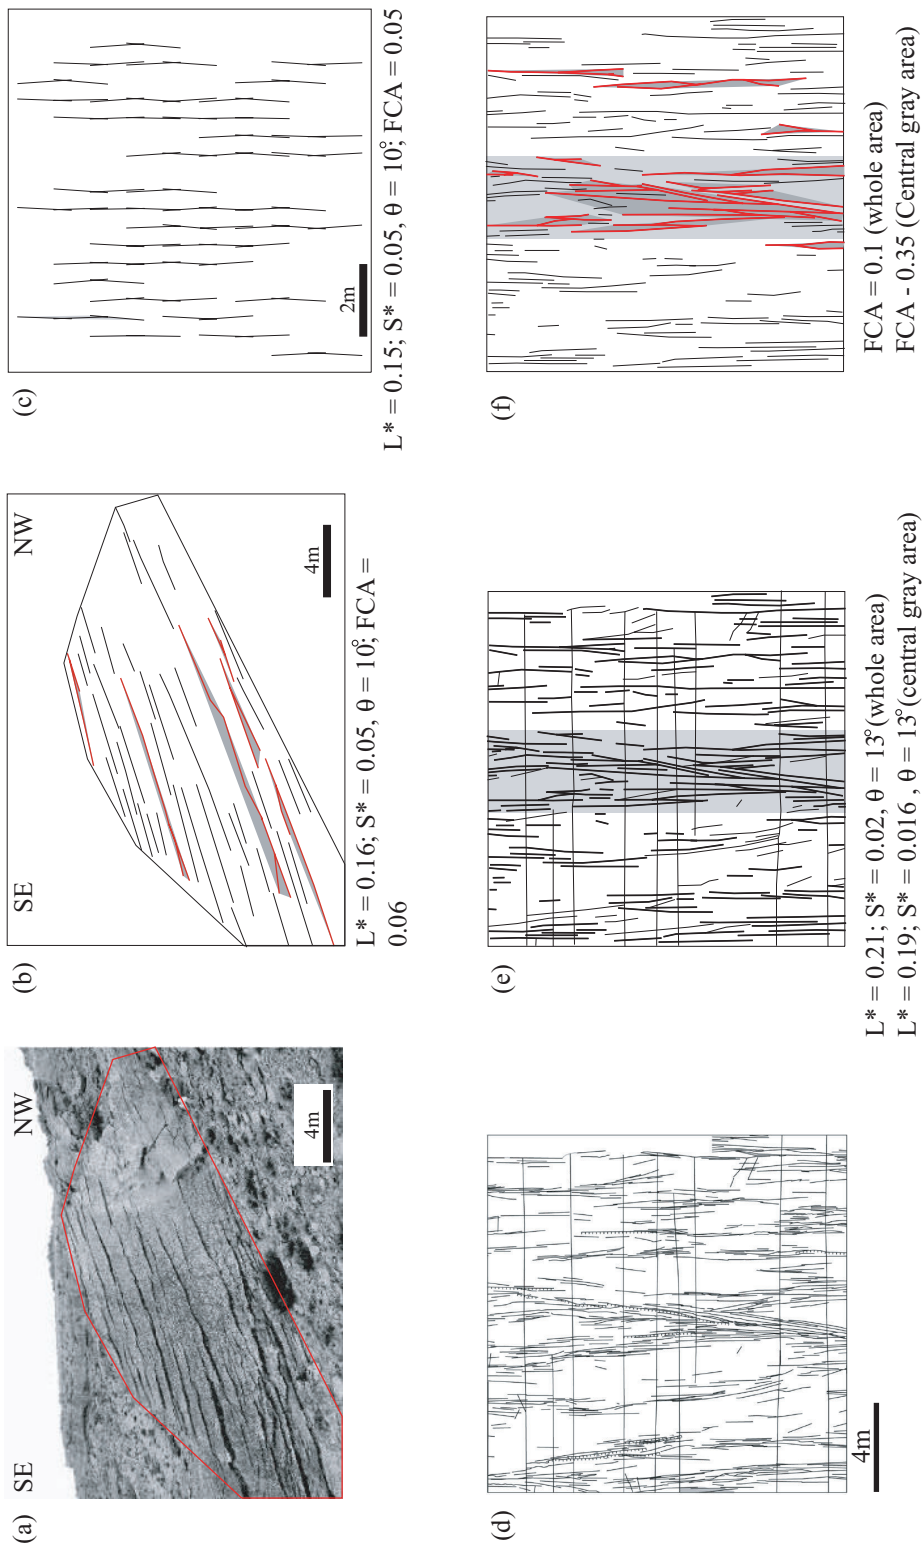 (a)
SE
NW
4m
(b)
SE
NW
4m
L* = 0.16; S* = 0.05, θ = 10°; FCA =
0.06
(c)
2m
L* = 0.15; S* = 0.05, θ = 10°; FCA = 0.05
(d)
4m
(e)
L* = 0.21; S* = 0.02, θ = 13°(whole area)
L* = 0.19; S* = 0.016 , θ = 13°(central gray area)
(f)
FCA = 0.1 (whole area)
FCA - 0.35 (Central gray area)